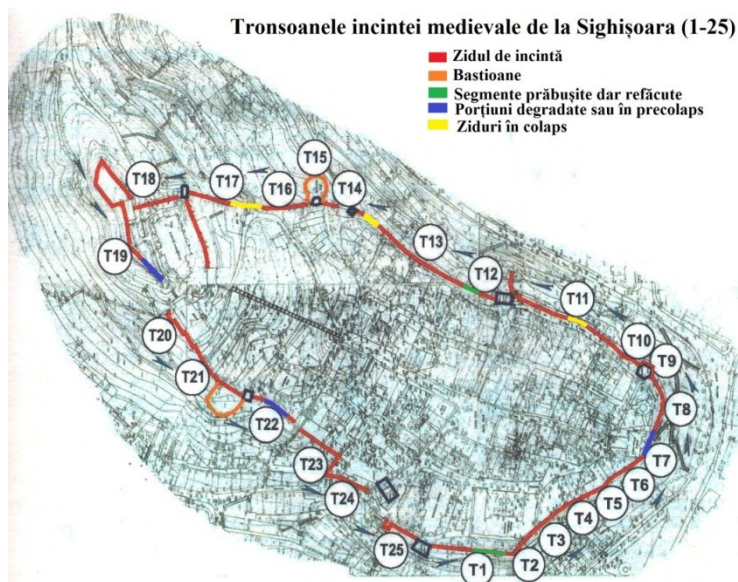 Tronsoanele incintei medievale de la Sighișoara (1-25)
Zidul de incintă
Bastioane
Segmente prăbușite dar refăcute
Porțiuni degradate sau în precolaps
Ziduri în colaps
T15
T18
T17
T16
T14
T13
T19
T12
T11
T20
T10
T9
T21
T8
T22
T7
T23
T6
T24
T5
T4
T25
T3
T1
T2